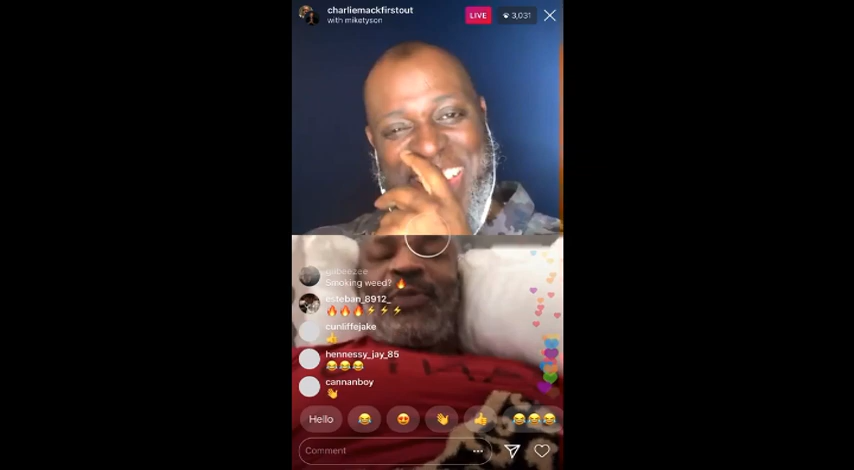 charliemackfirstout
with miketyson
LIVE
3,031
Smoking weed? 🔥
esteban_8912_
🔥🔥🔥⚡⚡⚡
cunliffejake
👍
hennessy_jay_85
😂😂😂
cannanboy
👋
Hello 😂 😍 👋 👍 😂😂😂
Comment